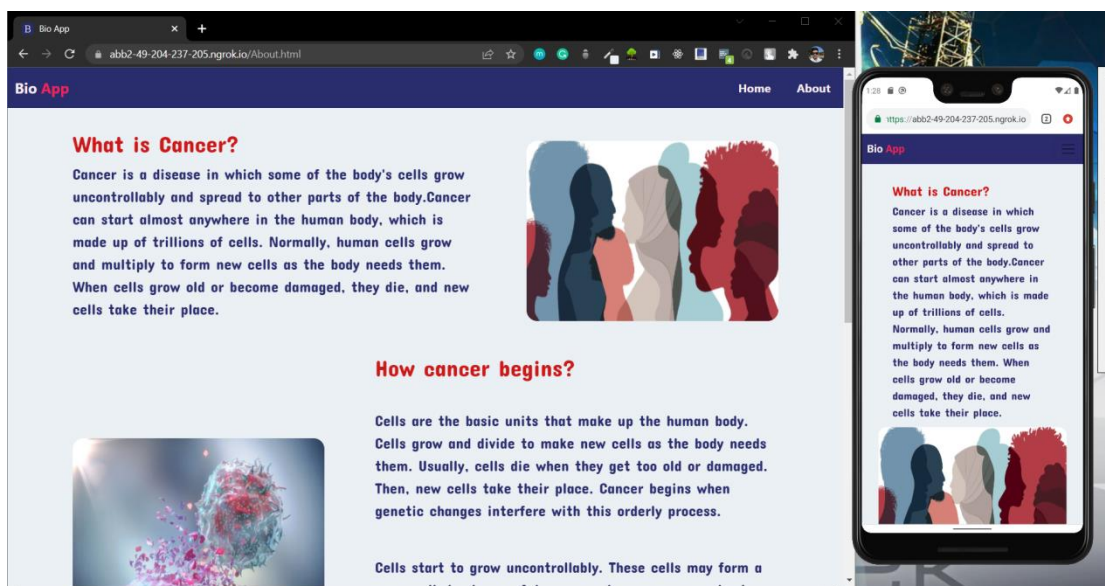 B Bio App
abb2-49-204-237-205.ngrok.io/About.html
Bio App
Home About
What is Cancer?
Cancer is a disease in which some of the body's cells grow
uncontrollably and spread to other parts of the body.Cancer
can start almost anywhere in the human body, which is
made up of trillions of cells. Normally, human cells grow
and multiply to form new cells as the body needs them.
When cells grow old or become damaged, they die, and new
cells take their place.
How cancer begins?
Cells are the basic units that make up the human body.
Cells grow and divide to make new cells as the body needs
them. Usually, cells die when they get too old or damaged.
Then, new cells take their place. Cancer begins when
genetic changes interfere with this orderly process.
Cells start to grow uncontrollably. These cells may form a
1:28
https://abb2-49-204-237-205.ngrok.io
2
Bio App
What is Cancer?
Cancer is a disease in which
some of the body's cells grow
uncontrollably and spread to
other parts of the body.Cancer
can start almost anywhere in
the human body, which is made
up of trillions of cells.
Normally, human cells grow and
multiply to form new cells as
the body needs them. When
cells grow old or become
damaged, they die, and new
cells take their place.